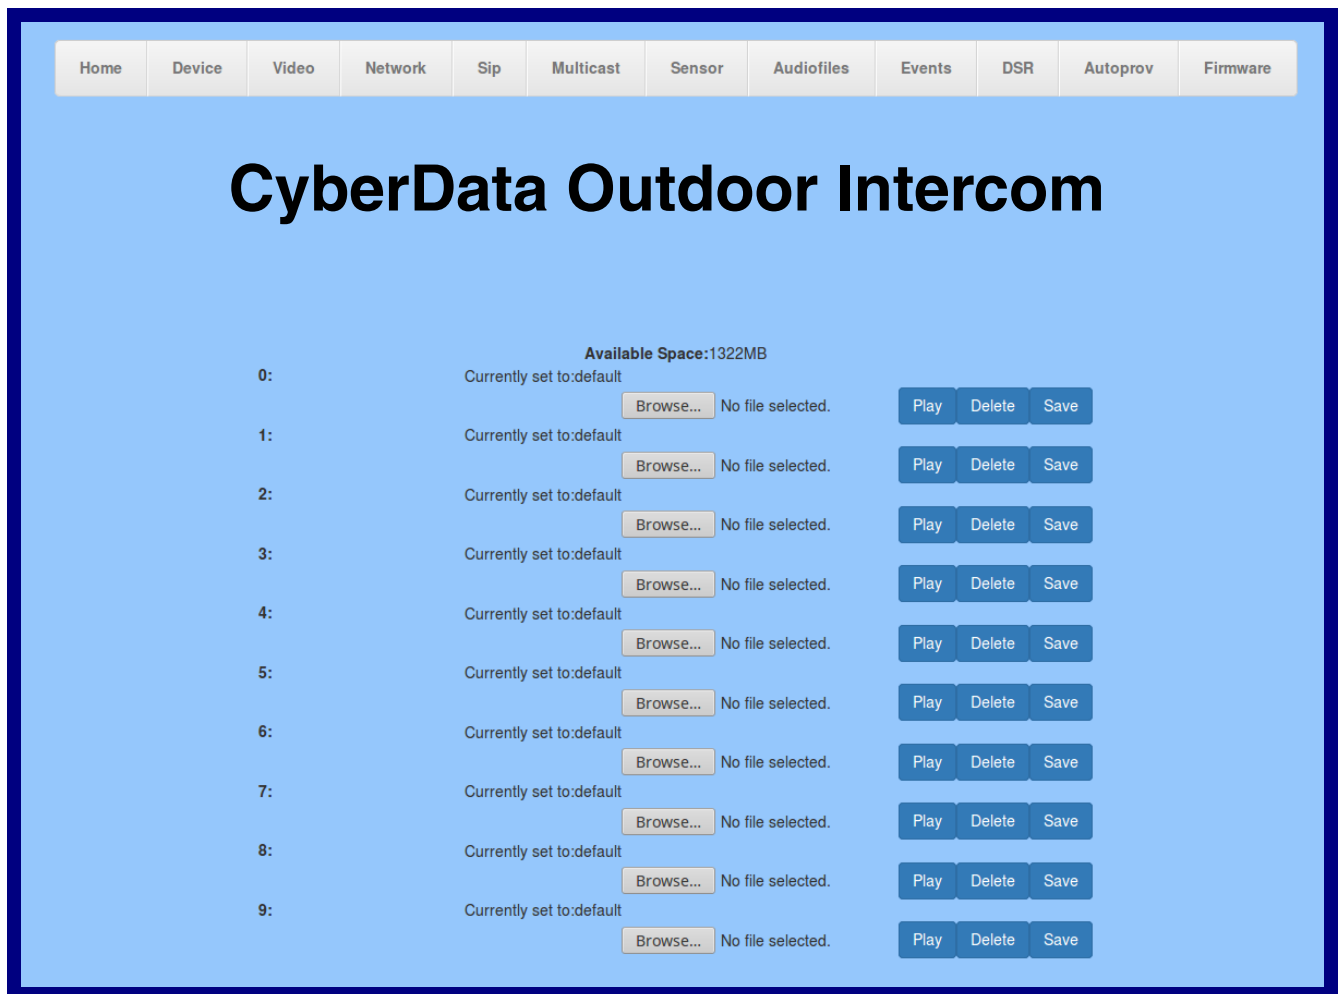 Home Device Video Network Sip Multicast Sensor Audiofiles Events DSR Autoprov Firmware
CyberData Outdoor Intercom
Available Space:1322MB
0: Currently set to:default
Browse... No file selected. Play Delete Save
1: Currently set to:default
Browse... No file selected. Play Delete Save
2: Currently set to:default
Browse... No file selected. Play Delete Save
3: Currently set to:default
Browse... No file selected. Play Delete Save
4: Currently set to:default
Browse... No file selected. Play Delete Save
5: Currently set to:default
Browse... No file selected. Play Delete Save
6: Currently set to:default
Browse... No file selected. Play Delete Save
7: Currently set to:default
Browse... No file selected. Play Delete Save
8: Currently set to:default
Browse... No file selected. Play Delete Save
9: Currently set to:default
Browse... No file selected. Play Delete Save